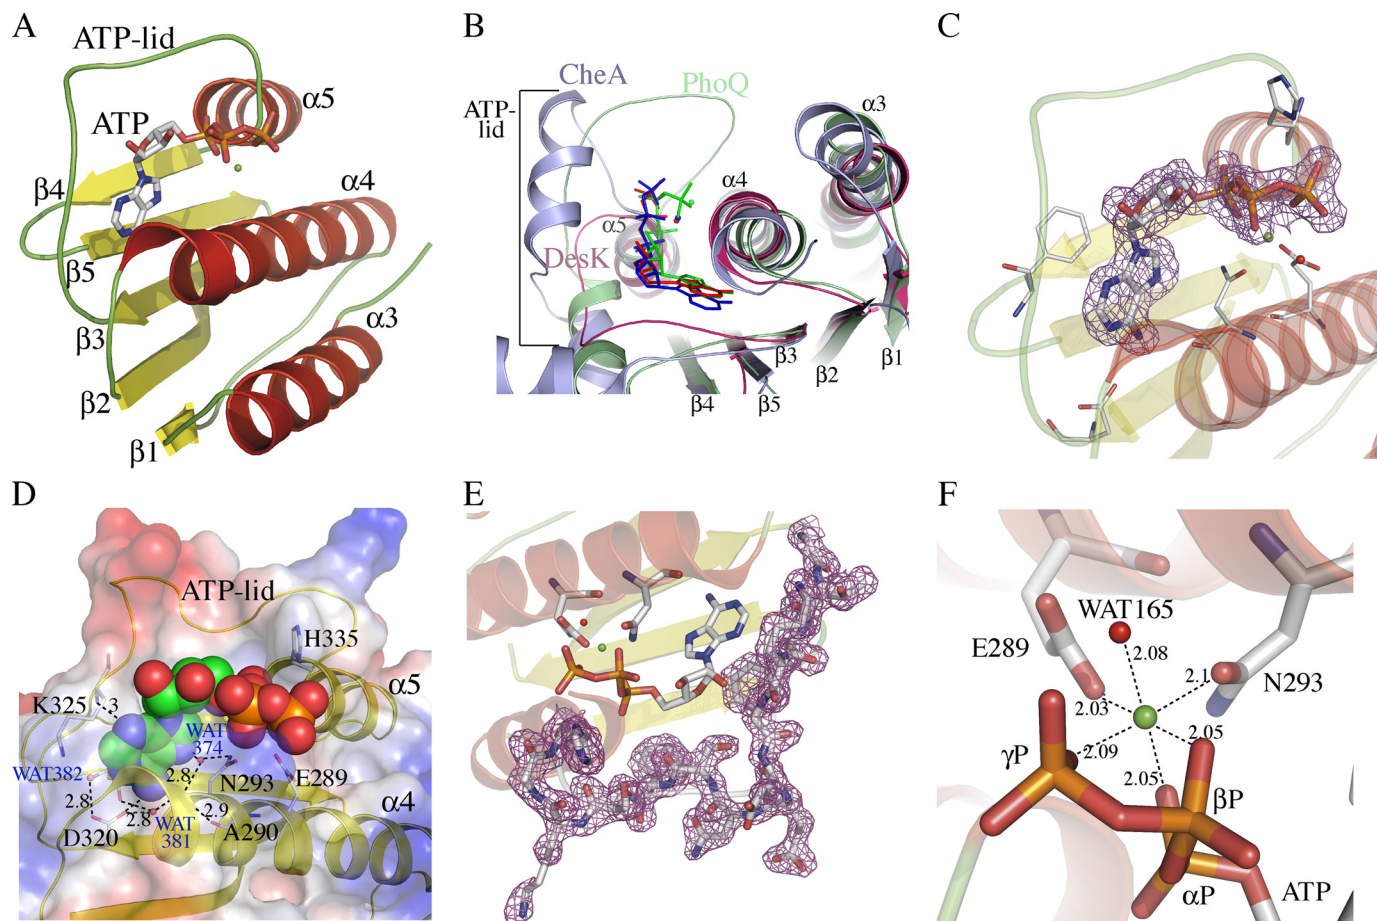 A
ATP-lid
ATP
α5
β4
α4
β5
β3
α3
β2
β1
B
CheA
PhoQ
α3
ATP-
lid
α4
α5
DesK
β3
β2
β1
β4
β5
C
D
ATP-lid
H335
α5
K325
3
WAT
374
WAT382
2.8
N293
E289
2.8
α4
2.9
2.8
D320
WAT
381
A290
E
F
WAT165
E289
2.08
2.1
N293
2.03
2.05
γP
2.09
2.05
βP
αP
ATP